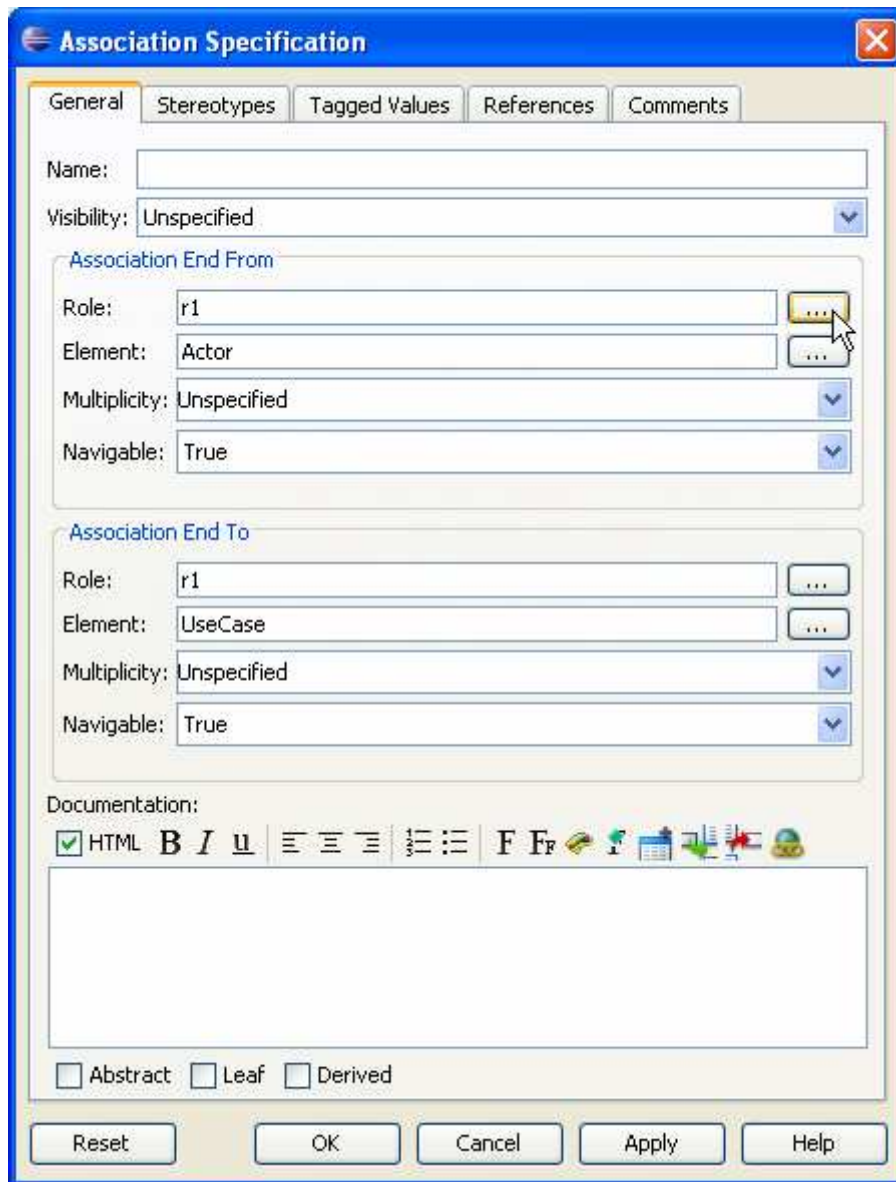 Association Specification
General Stereotypes Tagged Values References Comments
Name:
Visibility: Unspecified
Association End From
Role: r1 ...
Element: Actor ...
Multiplicity: Unspecified
Navigable: True
Association End To
Role: r1 ...
Element: UseCase ...
Multiplicity: Unspecified
Navigable: True
Documentation:
HTML B I u F FF
Abstract Leaf Derived
Reset OK Cancel Apply Help